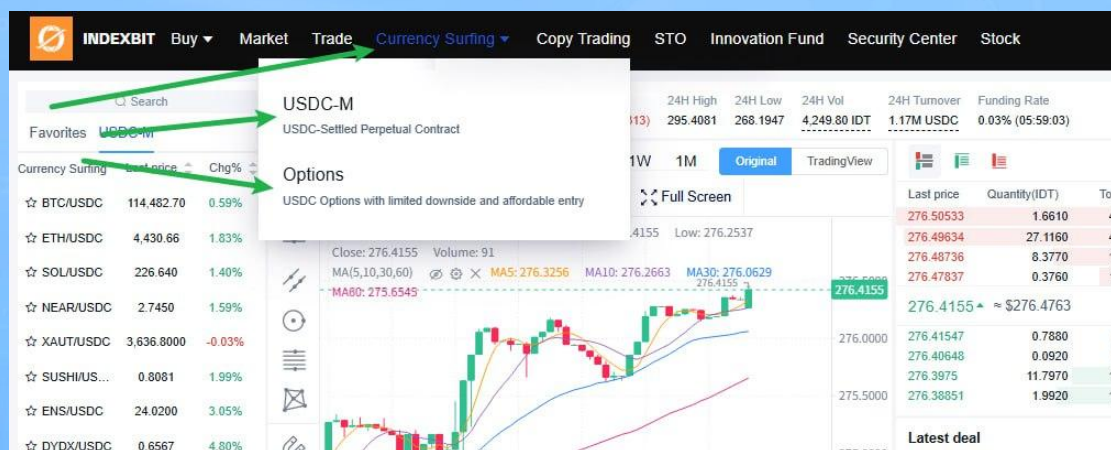 INDEXBIT Buy Market Trade Currency Surfing Copy Trading STO Innovation Fund Security Center Stock
Search
Favorites USDC-M
Currency Surfing Last price Chg%
BTC/USDC 114,482.70 0.59%
ETH/USDC 4,430.66 1.83%
SOL/USDC 226.640 1.40%
NEAR/USDC 2.7450 1.59%
XAUT/USDC 3,636.8000 -0.03%
SUSHI/US... 0.8081 1.99%
ENS/USDC 24.0200 3.05%
DYDX/USDC 0.6567 4.80%
USDC-M
USDC-Settled Perpetual Contract
Options
USDC Options with limited downside and affordable entry
24H High 24H Low 24H Vol 24H Turnover Funding Rate
295.4081 268.1947 4,249.80 IDT 1.17M USDC 0.03% (05:59:03)
1W 1M Original TradingView
Full Screen
Low: 276.2537
Close: 276.4155 Volume: 91
MA(5,10,30,60) MA5: 276.3256 MA10: 276.2663 MA30: 276.0629
MA60: 275.6545
276.4155
276.4155
276.0000
275.5000
Last price Quantity(IDT)
276.50533 1.6610
276.49634 27.1160
276.48736 8.3770
276.47837 0.3760
276.4155 ≈ $276.4763
276.41547 0.7880
276.40648 0.0920
276.3975 11.7970
276.38851 1.9920
Latest deal